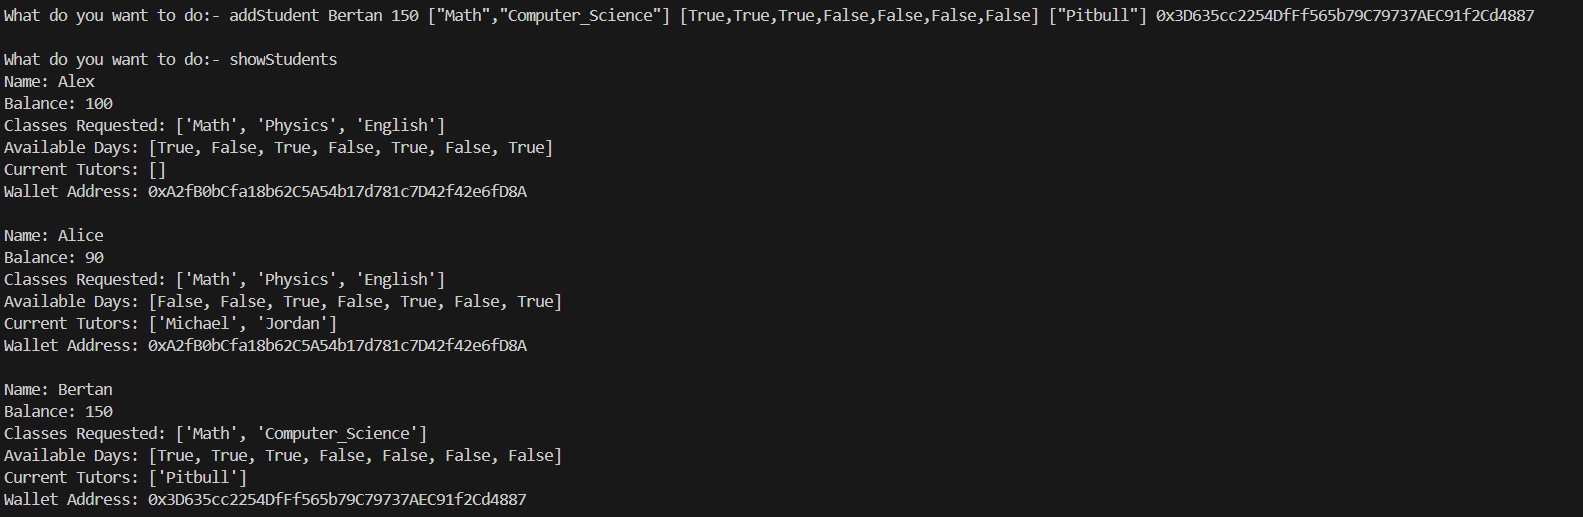 What do you want to do:- addStudent Bertan 150 ["Math","Computer_Science"] [True,True,True,False,False,False,False] ["Pitbull"] 0x3D635cc2254DfFf565b79C79737AEC91f2Cd4887
What do you want to do:- showStudents
Name: Alex
Balance: 100
Classes Requested: ['Math', 'Physics', 'English']
Available Days: [True, False, True, False, True, False, True]
Current Tutors: []
Wallet Address: 0xA2fB0bCfa18b62C5A54b17d781c7D42f42e6fD8A
Name: Alice
Balance: 90
Classes Requested: ['Math', 'Physics', 'English']
Available Days: [False, False, True, False, True, False, True]
Current Tutors: ['Michael', 'Jordan']
Wallet Address: 0xA2fB0bCfa18b62C5A54b17d781c7D42f42e6fD8A
Name: Bertan
Balance: 150
Classes Requested: ['Math', 'Computer_Science']
Available Days: [True, True, True, False, False, False, False]
Current Tutors: ['Pitbull']
Wallet Address: 0x3D635cc2254DfFf565b79C79737AEC91f2Cd4887